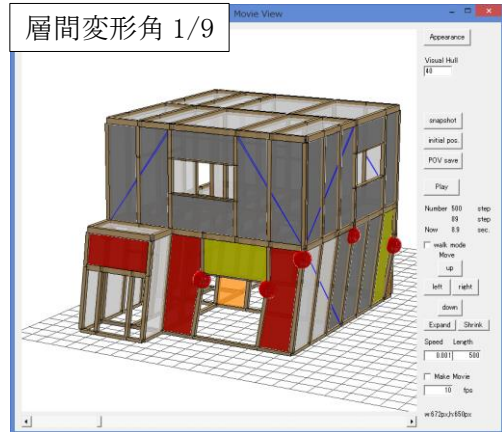 層間変形角 1/9
Movie View
Appearance
Visual Hull
40
snapshot
initial pos.
POV save
Play
Number 500 step
89 step
Now 8.9 sec.
walk mode
Move
up
left right
down
Expand Shrink
Speed Length
0.001 500
Make Movie
10 fps
w:672px,h:650px